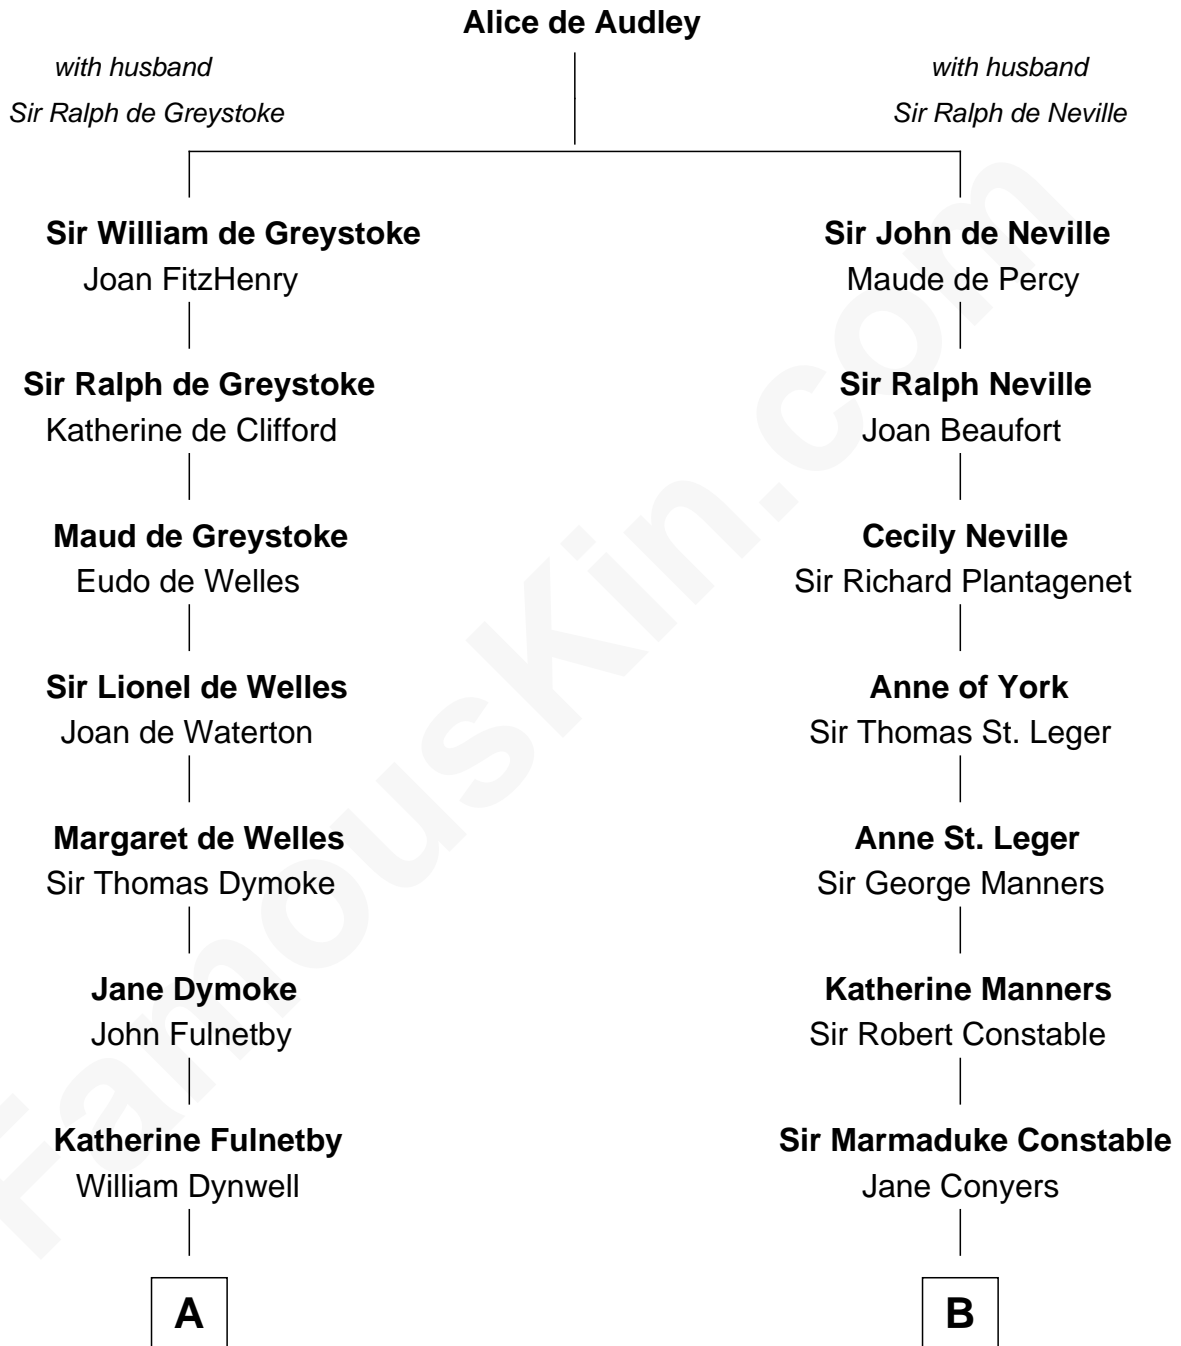 Alice de Audley
with husband
Sir Ralph de Greystoke
with husband
Sir Ralph de Neville
Sir William de Greystoke
Joan FitzHenry
Sir Ralph de Greystoke
Katherine de Clifford
Maud de Greystoke
Eudo de Welles
Sir Lionel de Welles
Joan de Waterton
Margaret de Welles
Sir Thomas Dymoke
Jane Dymoke
John Fulnetby
Katherine Fulnetby
William Dynwell
A
Sir John de Neville
Maude de Percy
Sir Ralph Neville
Joan Beaufort
Cecily Neville
Sir Richard Plantagenet
Anne of York
Sir Thomas St. Leger
Anne St. Leger
Sir George Manners
Katherine Manners
Sir Robert Constable
Sir Marmaduke Constable
Jane Conyers
B
FamousKin.com